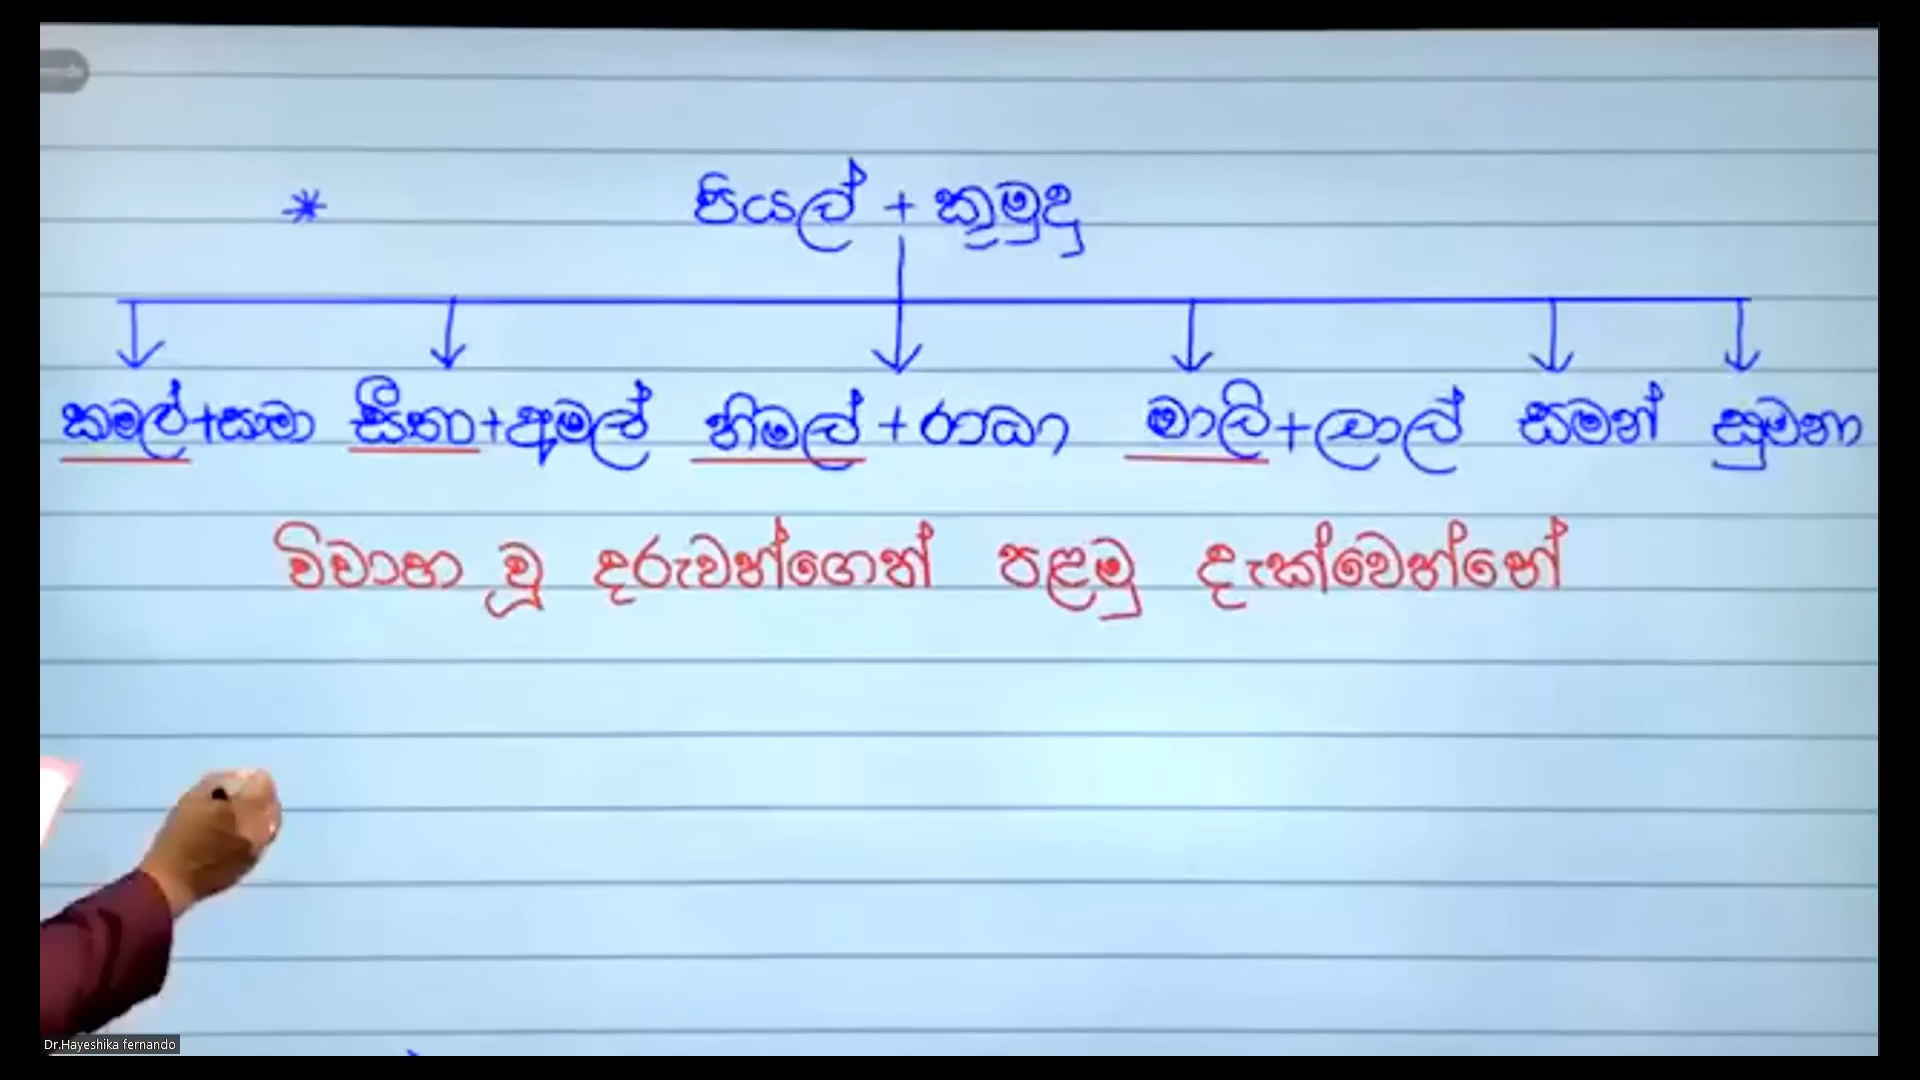 * පියල් + කුමුදු
කමල්+සමා සීතා+අමල් නිමල්+රාධා මාලි+ලාල් සමන් සුමනා
විවාහ වූ දරුවන්ගෙන් පළමු දැක්වෙන්නේ
Dr.Hayeshika fernando